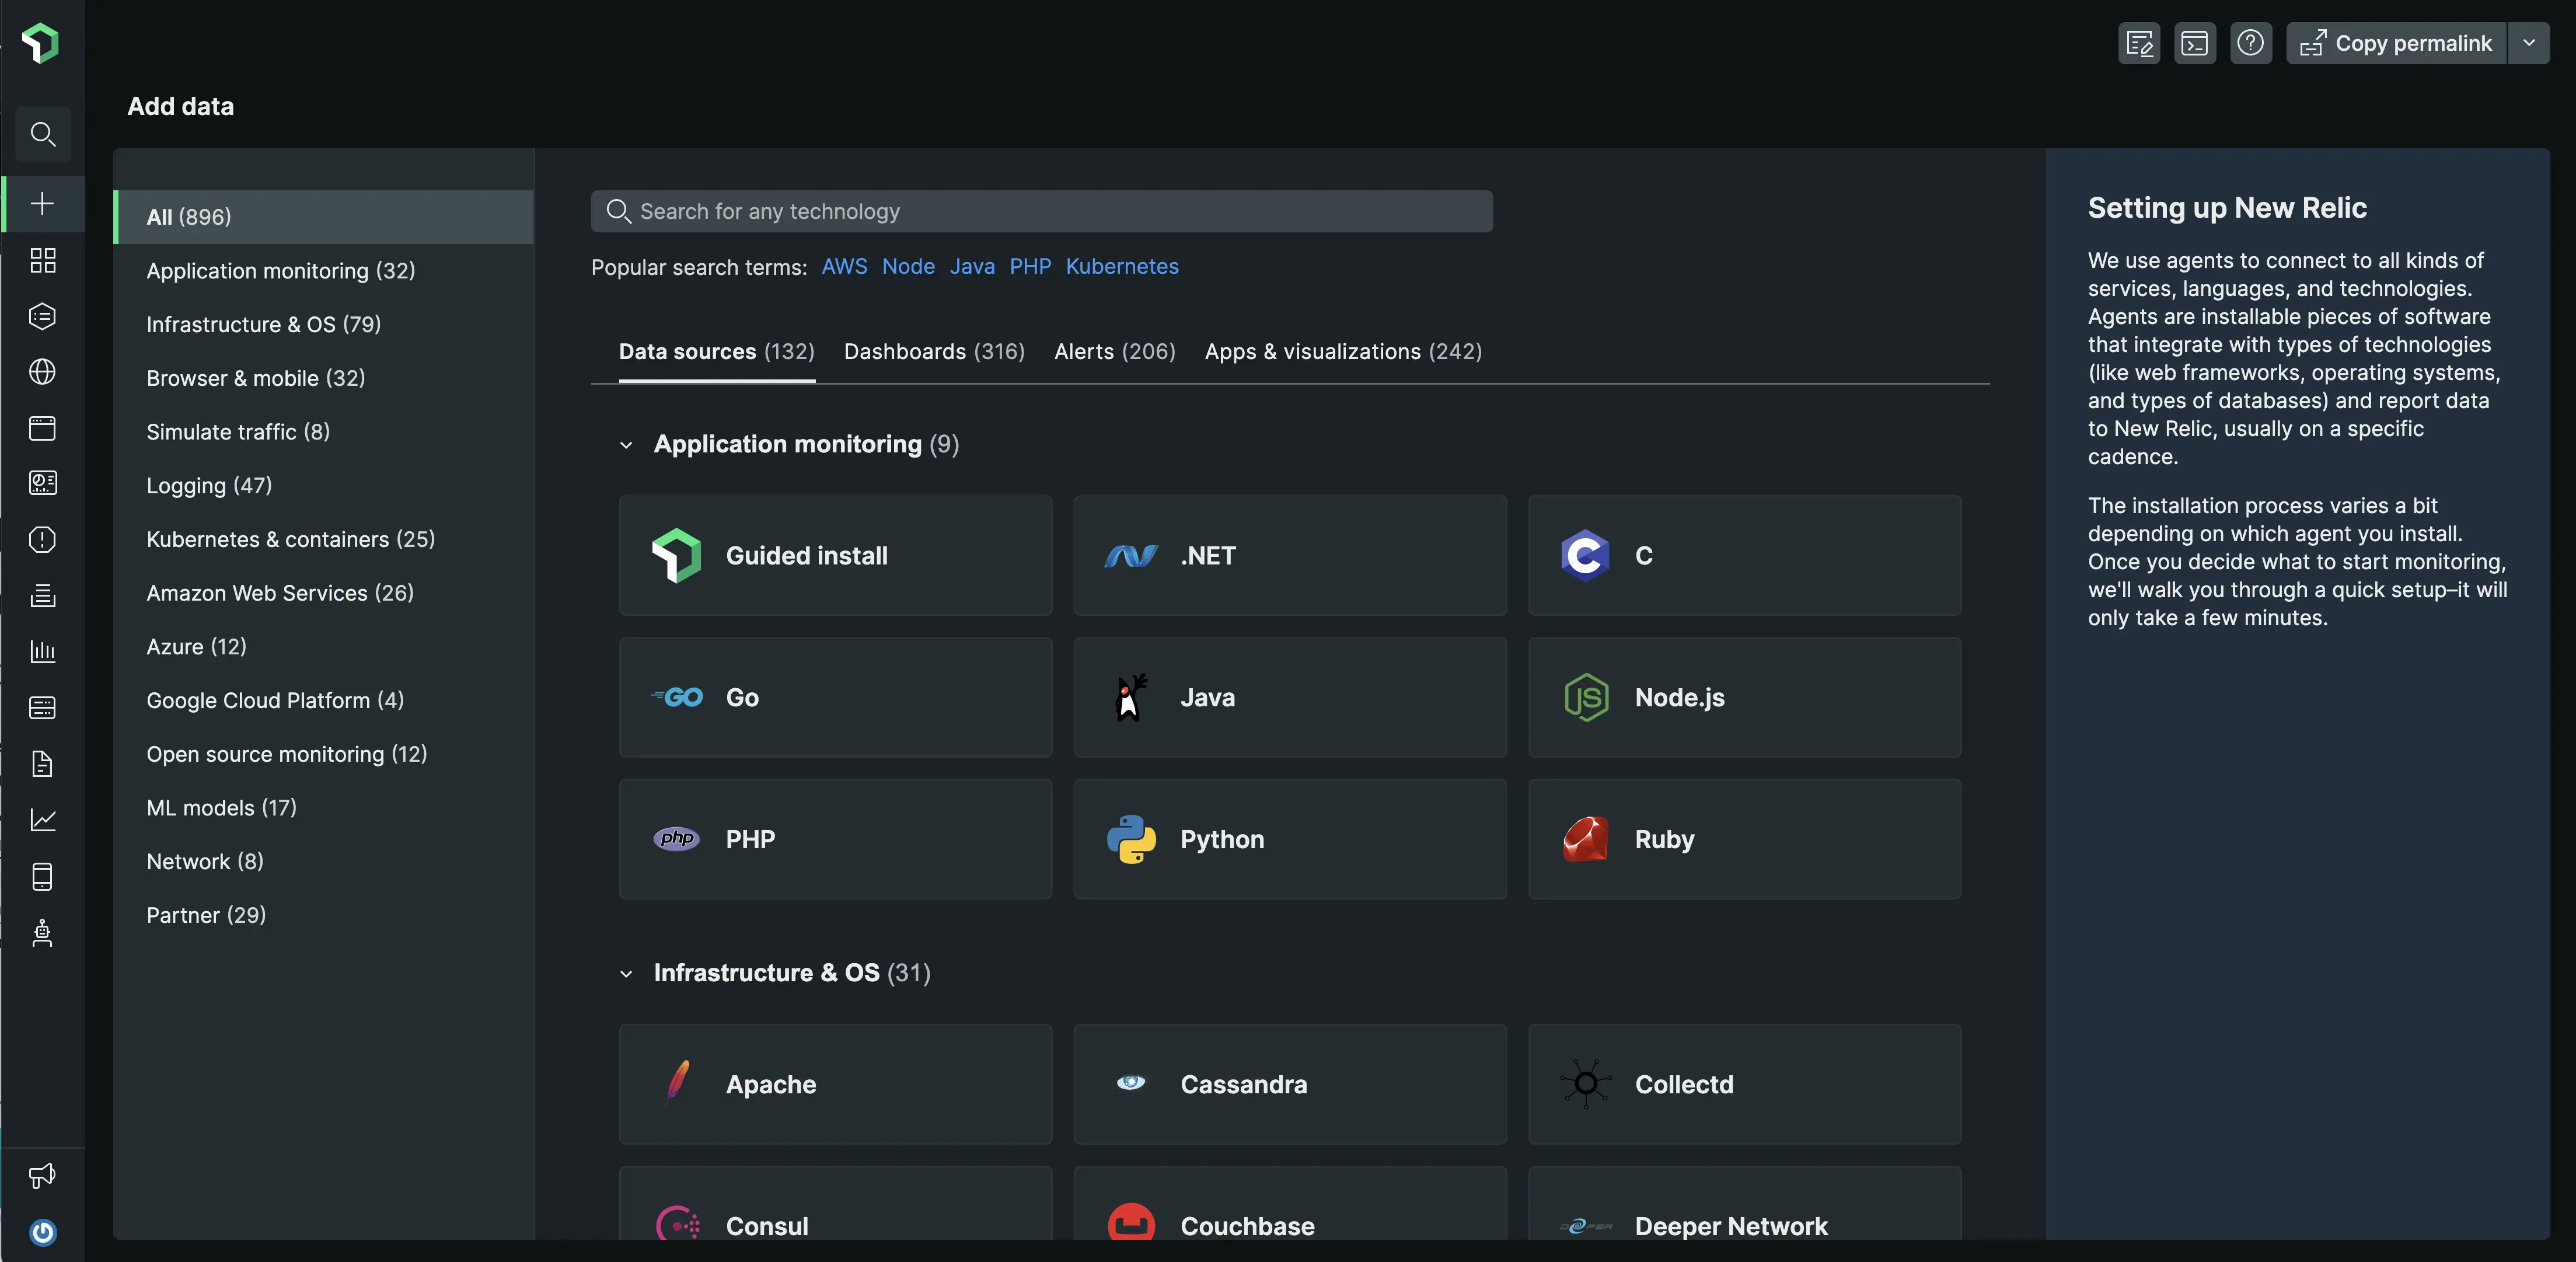 Copy permalink
Add data
All (896)
Application monitoring (32)
Infrastructure & OS (79)
Browser & mobile (32)
Simulate traffic (8)
Logging (47)
Kubernetes & containers (25)
Amazon Web Services (26)
Azure (12)
Google Cloud Platform (4)
Open source monitoring (12)
ML models (17)
Network (8)
Partner (29)
Search for any technology
Popular search terms: AWS Node Java PHP Kubernetes
Data sources (132) Dashboards (316) Alerts (206) Apps & visualizations (242)
Application monitoring (9)
Guided install
.NET
C C
GO Go
Java
JS Node.js
php PHP
Python
Ruby
Infrastructure & OS (31)
Apache
Cassandra
Collectd
Consul
Couchbase
Deeper Network
Setting up New Relic
We use agents to connect to all kinds of
services, languages, and technologies.
Agents are installable pieces of software
that integrate with types of technologies
(like web frameworks, operating systems,
and types of databases) and report data
to New Relic, usually on a specific
cadence.
The installation process varies a bit
depending on which agent you install.
Once you decide what to start monitoring,
we'll walk you through a quick setup–it will
only take a few minutes.